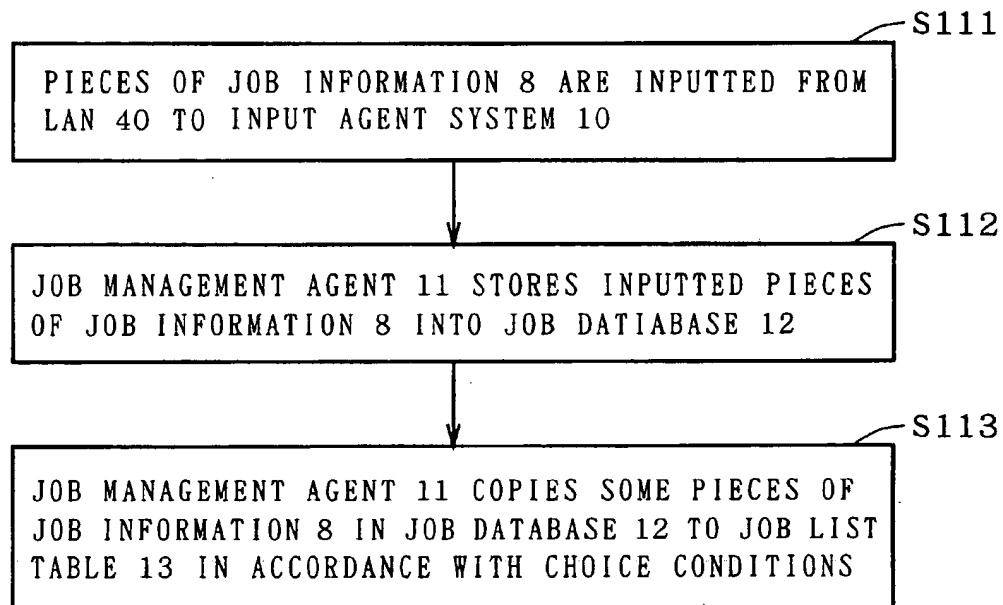 S111
PIECES OF JOB INFORMATION 8 ARE INPUTTED FROM
LAN 40 TO INPUT AGENT SYSTEM 10
S112
JOB MANAGEMENT AGENT 11 STORES INPUTTED PIECES
OF JOB INFORMATION 8 INTO JOB DATIABASE 12
S113
JOB MANAGEMENT AGENT 11 COPIES SOME PIECES OF
JOB INFORMATION 8 IN JOB DATABASE 12 TO JOB LIST
TABLE 13 IN ACCORDANCE WITH CHOICE CONDITIONS